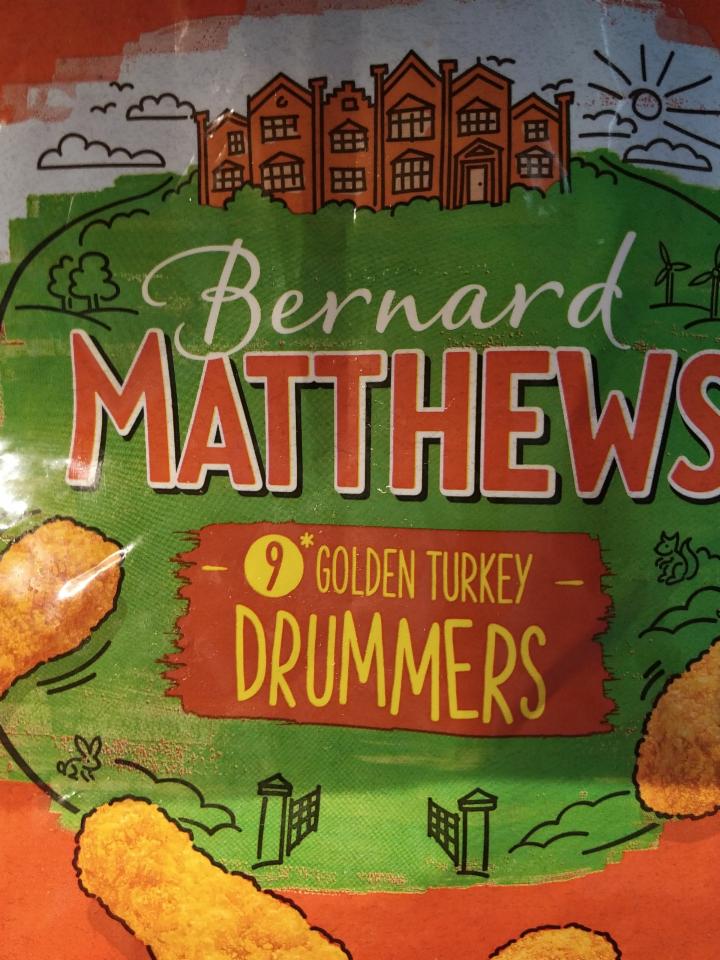 Bernard
MATTHEWS
9* GOLDEN TURKEY
DRUMMERS